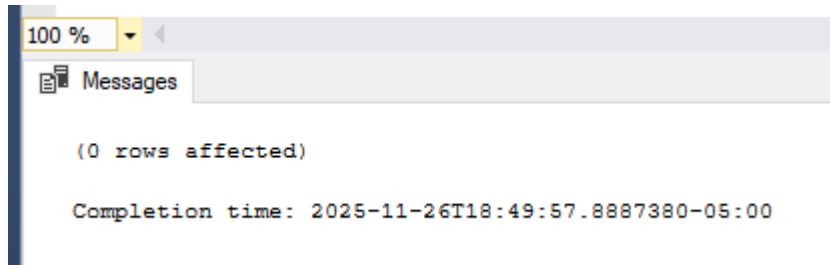 100 %
Messages
(0 rows affected)
Completion time: 2025-11-26T18:49:57.8887380-05:00